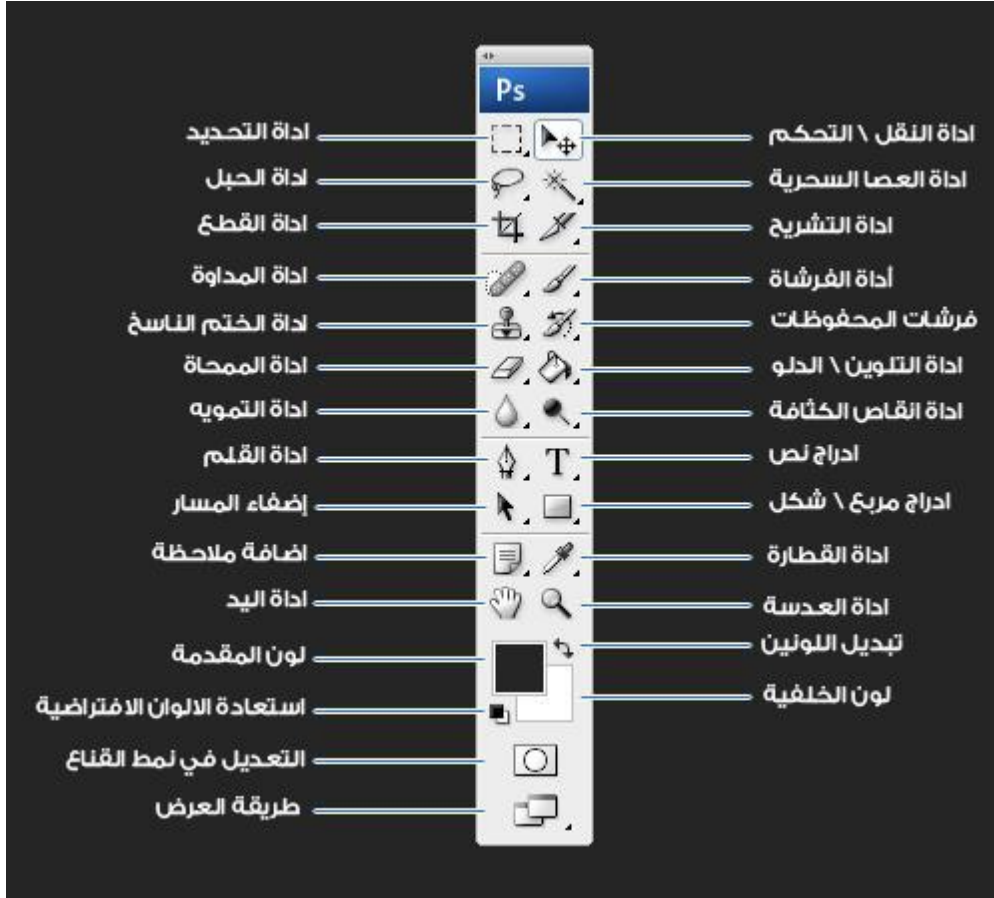 Ps
اداة النقل \ التحكم
اداة التحديد
اداة العصا السحرية
اداة الحبل
اداة التشريح
اداة القطع
أداة الفرشاة
اداة المداوة
فرشات المحفوظات
اداة الختم الناسخ
اداة التلوين \ الدلو
اداة الممحاة
اداة انقاص الكثافة
اداة التمويه
ادراج نص
اداة القلم
ادراج مربع \ شكل
إضفاء المسار
اداة القطارة
اضافة ملاحظة
اداة العدسة
اداة اليد
تبديل اللونين
لون المقدمة
لون الخلفية
استعادة الالوان الافتراضية
التعديل في نمط القناع
طريقة العرض